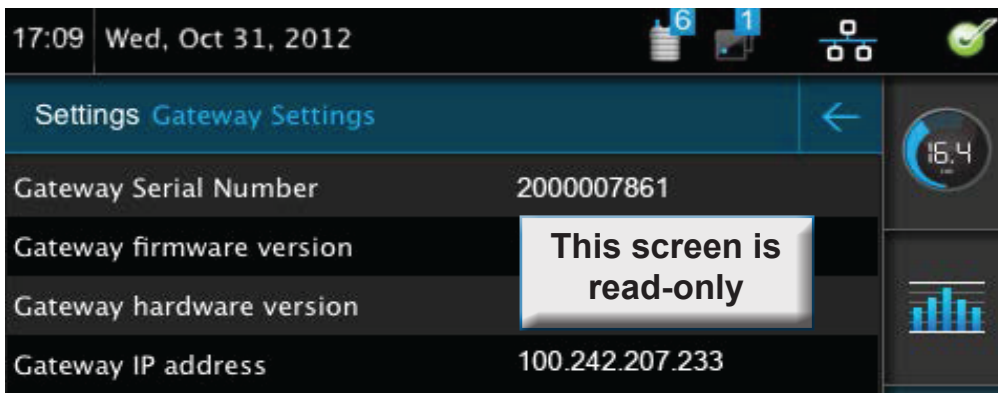 17:09 Wed, Oct 31, 2012 6 1
Settings Gateway Settings
16.4
Gateway Serial Number 2000007861
Gateway firmware version
This screen is
read-only
Gateway hardware version
Gateway IP address 100.242.207.233